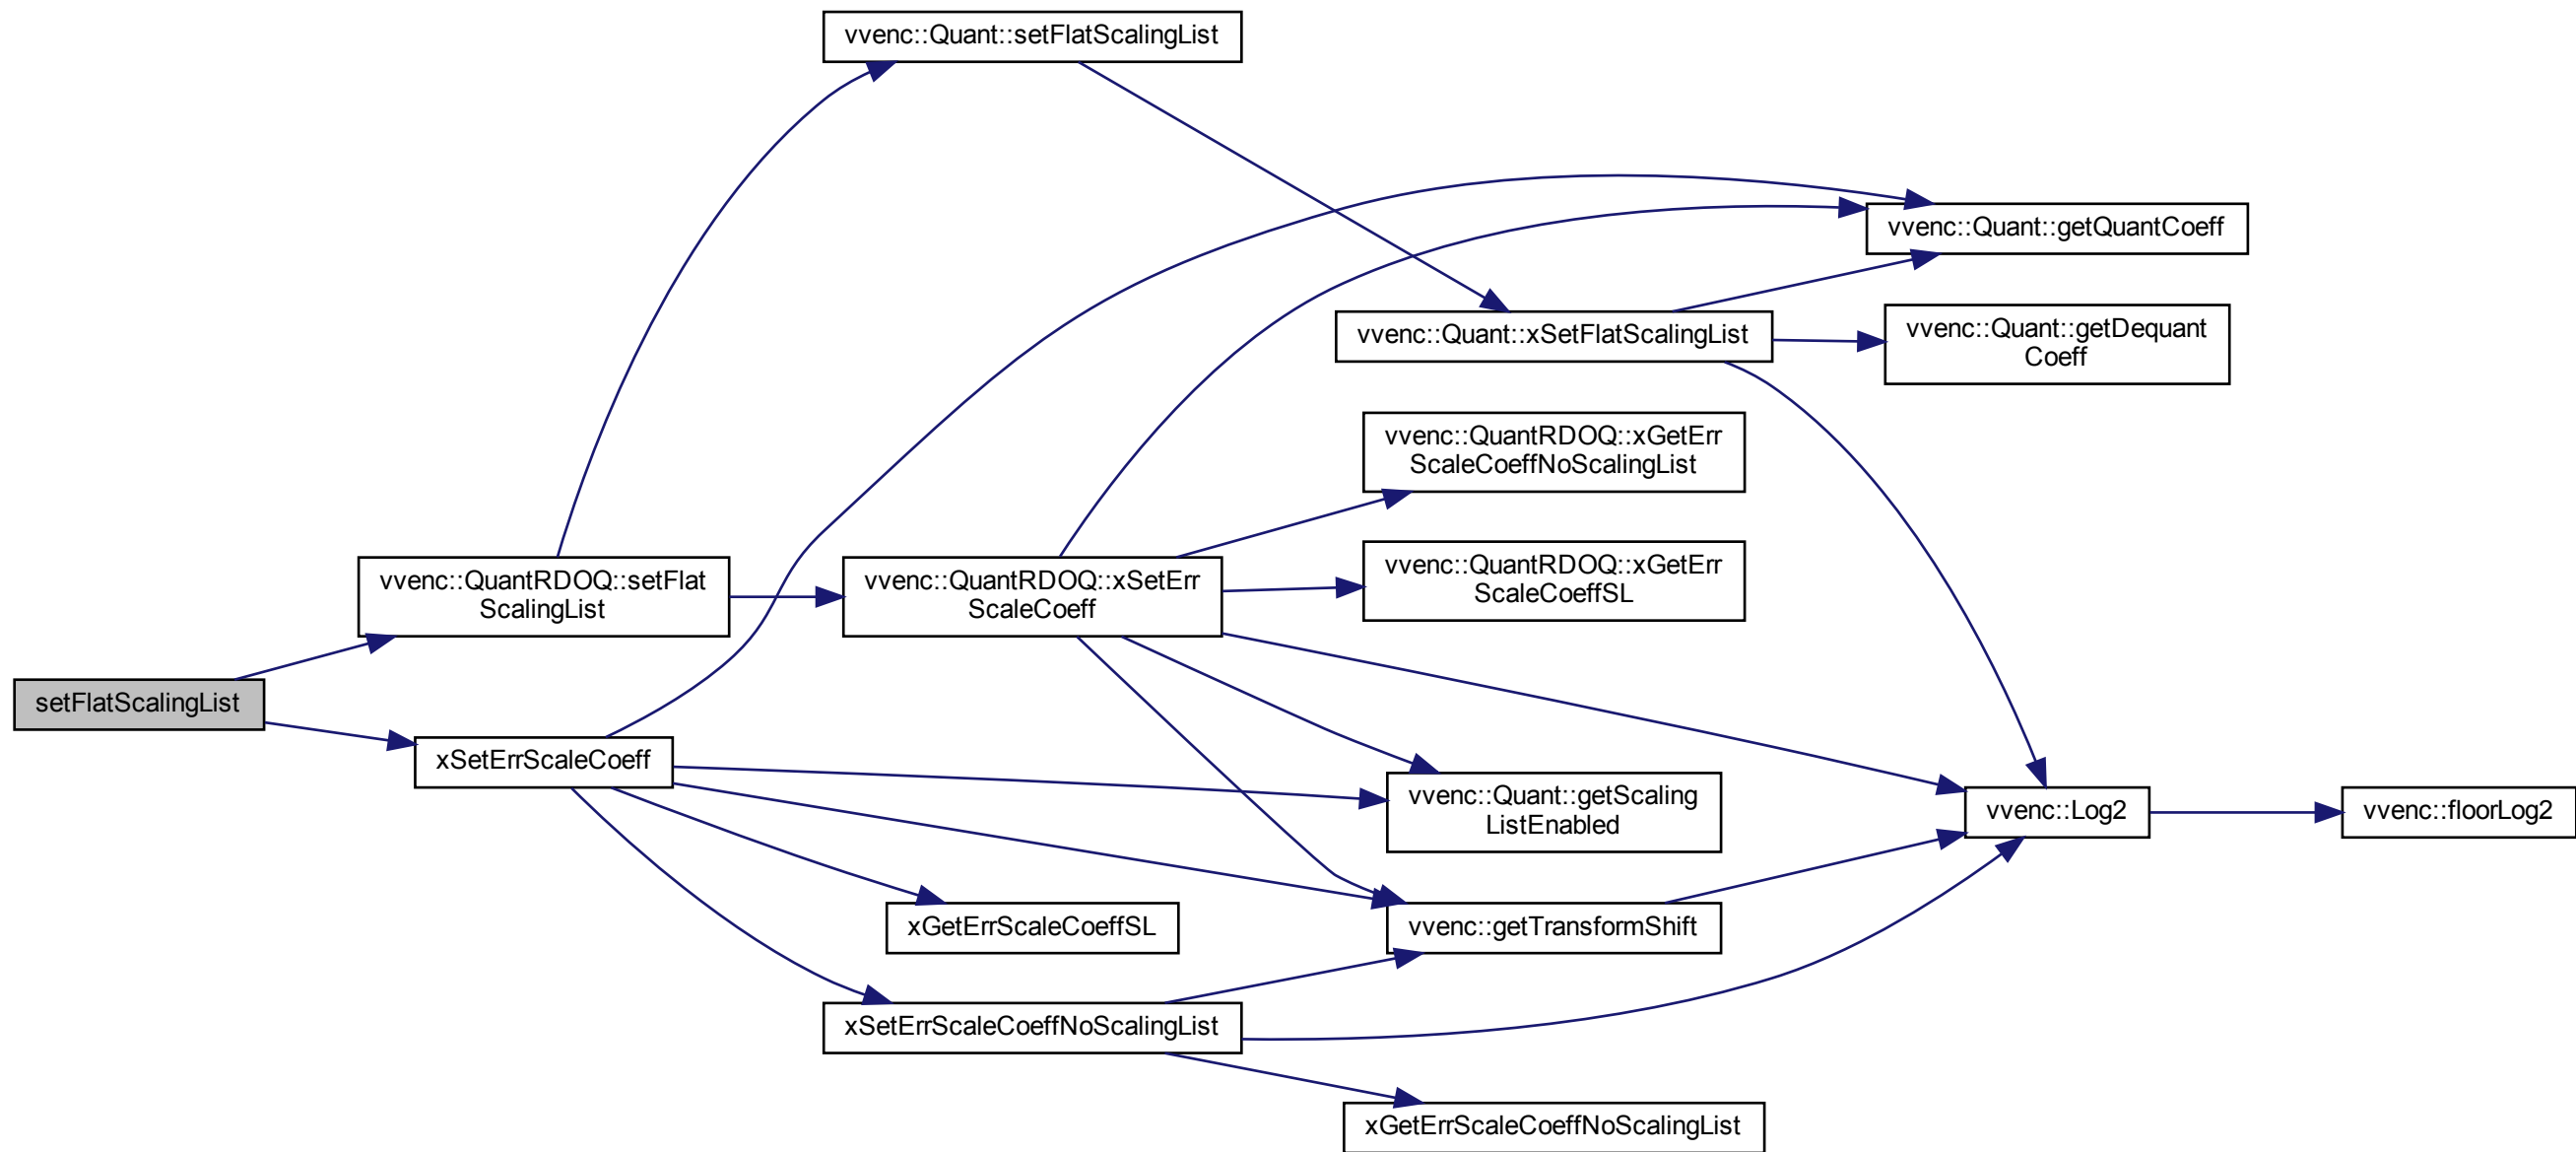 vvenc::Quant::setFlatScalingList
vvenc::Quant::getQuantCoeff
vvenc::Quant::xSetFlatScalingList
vvenc::Quant::getDequant
Coeff
vvenc::QuantRDOQ::xGetErr
ScaleCoeffNoScalingList
vvenc::QuantRDOQ::setFlat
ScalingList
vvenc::QuantRDOQ::xSetErr
ScaleCoeff
vvenc::QuantRDOQ::xGetErr
ScaleCoeffSL
setFlatScalingList
xSetErrScaleCoeff
vvenc::Quant::getScaling
ListEnabled
vvenc::Log2
vvenc::floorLog2
xGetErrScaleCoeffSL
vvenc::getTransformShift
xSetErrScaleCoeffNoScalingList
xGetErrScaleCoeffNoScalingList